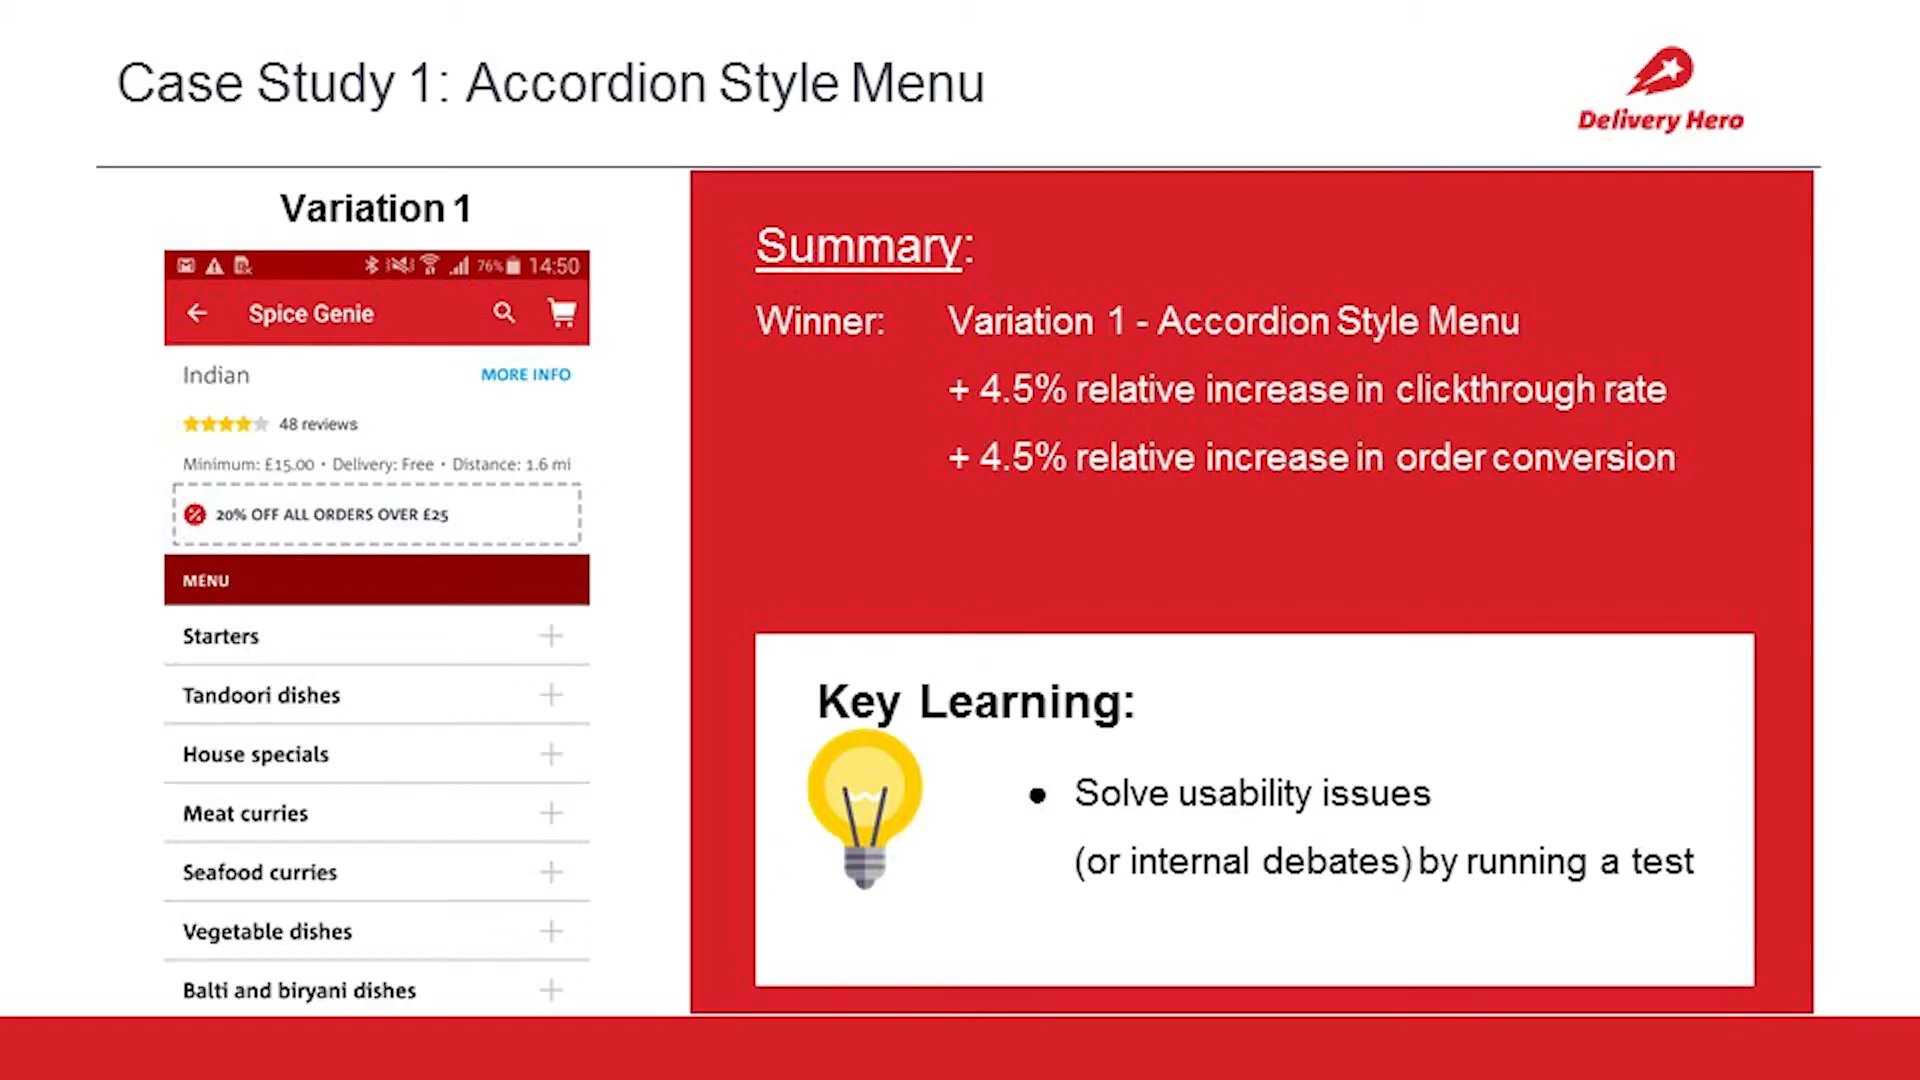 Case Study 1: Accordion Style Menu
Delivery Hero
Variation 1
76% 14:50
Spice Genie
Indian MORE INFO
48 reviews
Minimum: £15.00 • Delivery: Free • Distance: 1.6 mi
20% OFF ALL ORDERS OVER £25
MENU
Starters
Tandoori dishes
House specials
Meat curries
Seafood curries
Vegetable dishes
Balti and biryani dishes
Summary:
Winner: Variation 1 - Accordion Style Menu
+ 4.5% relative increase in clickthrough rate
+ 4.5% relative increase in order conversion
Key Learning:
● Solve usability issues
(or internal debates) by running a test